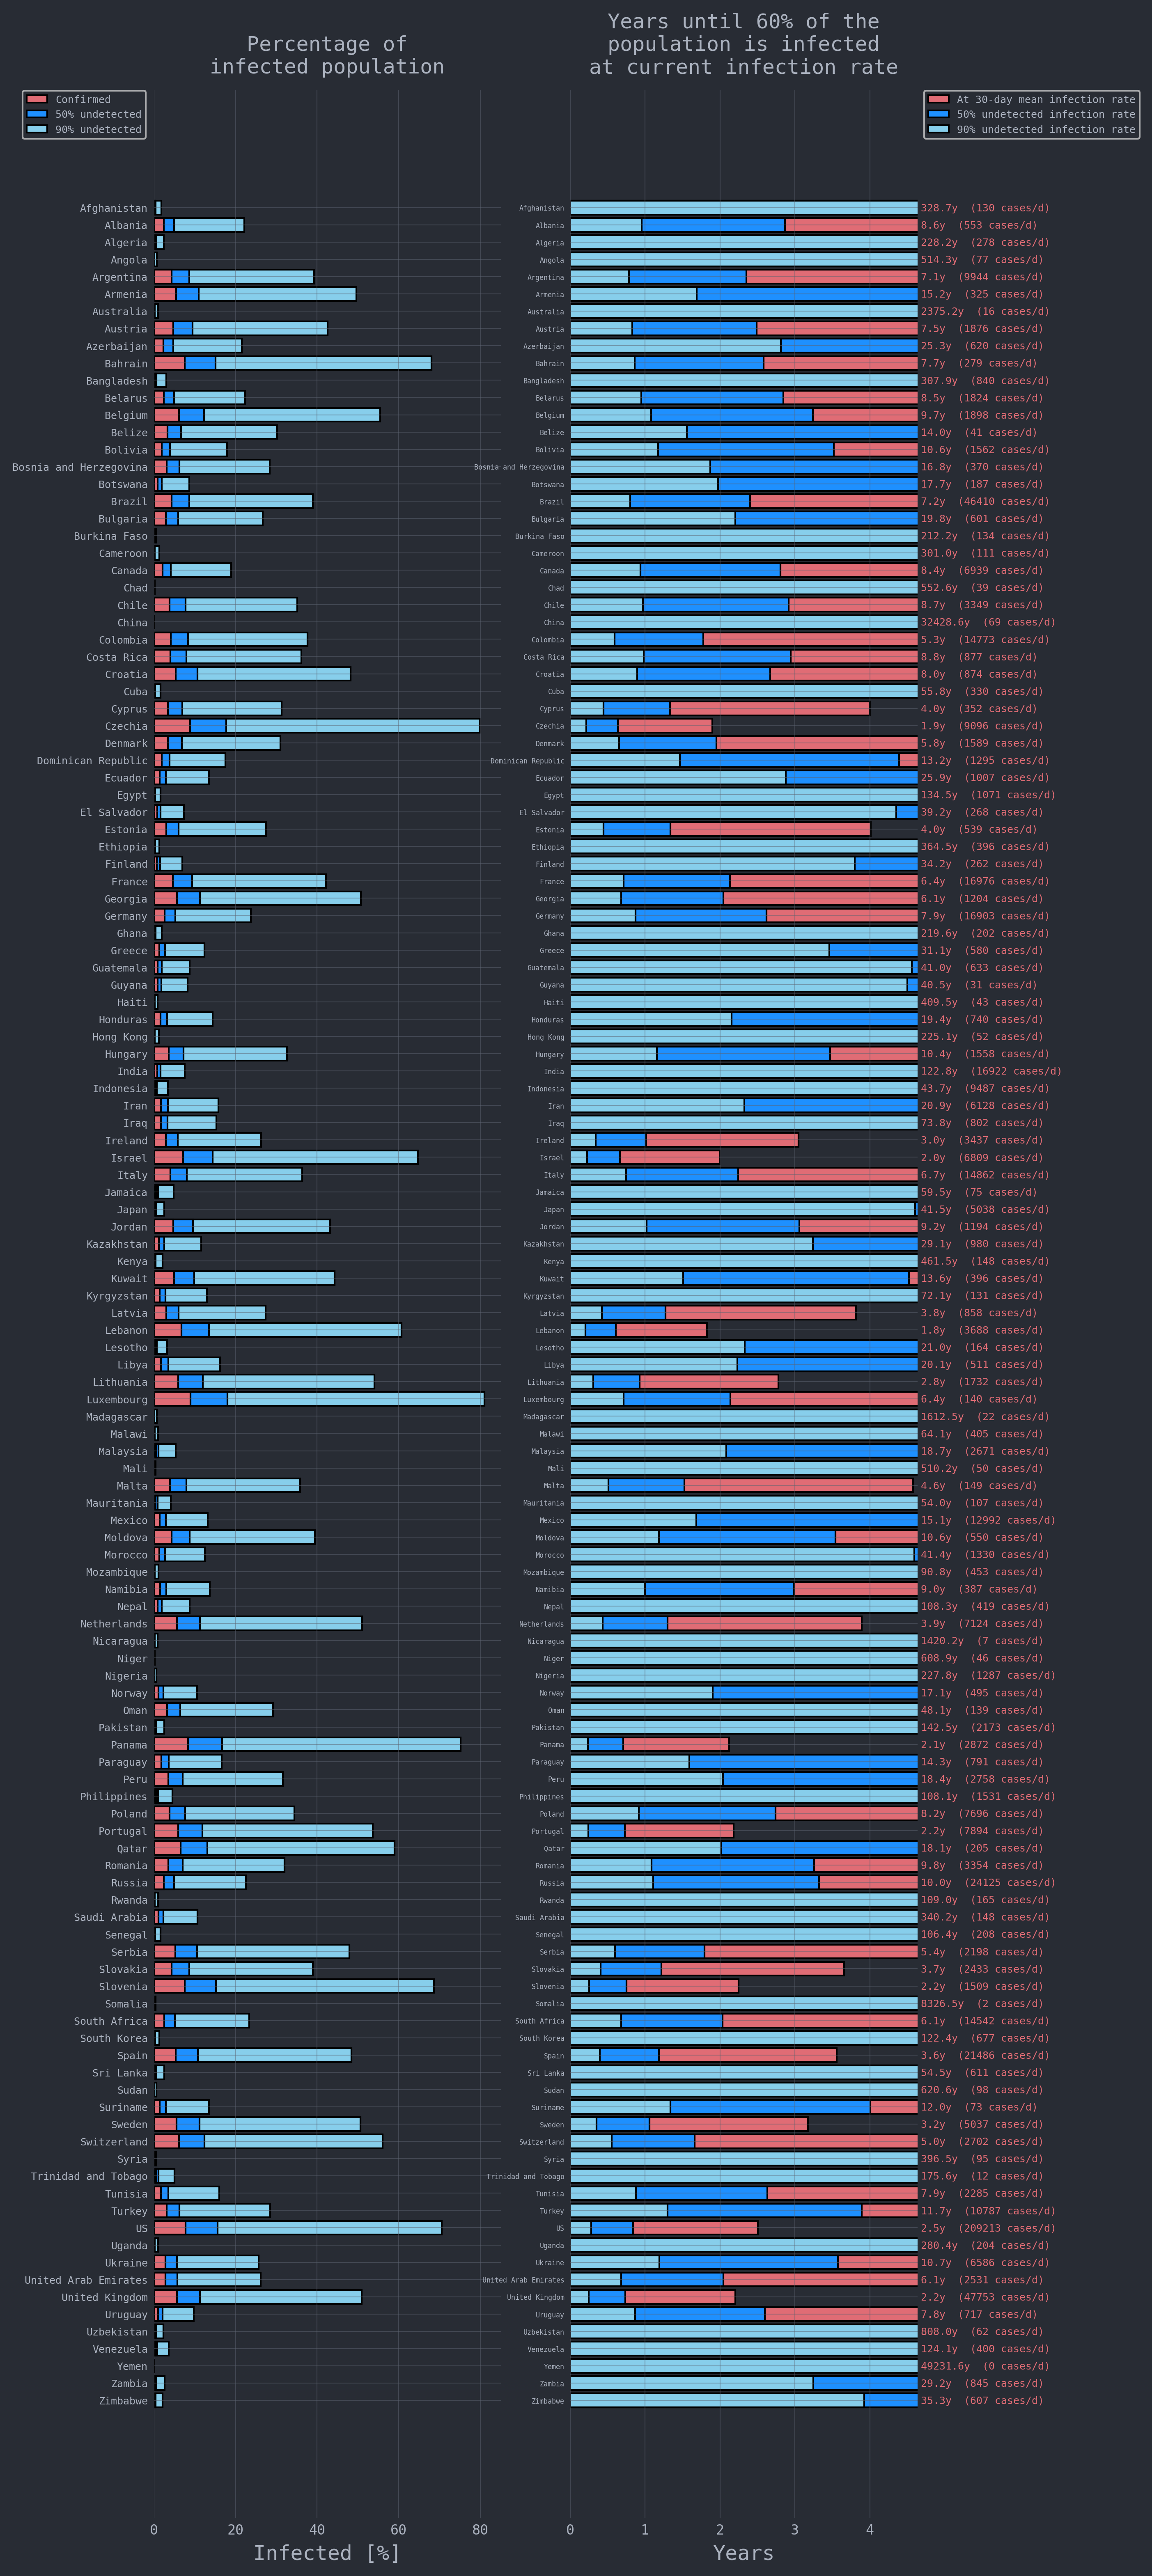 Percentage of
infected population
Years until 60% of the
population is infected
at current infection rate
Confirmed
50% undetected
90% undetected
At 30-day mean infection rate
50% undetected infection rate
90% undetected infection rate
Afghanistan Afghanistan 328.7y (130 cases/d)
Albania Albania 8.6y (553 cases/d)
Algeria Algeria 228.2y (278 cases/d)
Angola Angola 514.3y (77 cases/d)
Argentina Argentina 7.1y (9944 cases/d)
Armenia Armenia 15.2y (325 cases/d)
Australia Australia 2375.2y (16 cases/d)
Austria Austria 7.5y (1876 cases/d)
Azerbaijan Azerbaijan 25.3y (620 cases/d)
Bahrain Bahrain 7.7y (279 cases/d)
Bangladesh Bangladesh 307.9y (840 cases/d)
Belarus Belarus 8.5y (1824 cases/d)
Belgium Belgium 9.7y (1898 cases/d)
Belize Belize 14.0y (41 cases/d)
Bolivia Bolivia 10.6y (1562 cases/d)
Bosnia and Herzegovina Bosnia and Herzegovina 16.8y (370 cases/d)
Botswana Botswana 17.7y (187 cases/d)
Brazil Brazil 7.2y (46410 cases/d)
Bulgaria Bulgaria 19.8y (601 cases/d)
Burkina Faso Burkina Faso 212.2y (134 cases/d)
Cameroon Cameroon 301.0y (111 cases/d)
Canada Canada 8.4y (6939 cases/d)
Chad Chad 552.6y (39 cases/d)
Chile Chile 8.7y (3349 cases/d)
China China 32428.6y (69 cases/d)
Colombia Colombia 5.3y (14773 cases/d)
Costa Rica Costa Rica 8.8y (877 cases/d)
Croatia Croatia 8.0y (874 cases/d)
Cuba Cuba 55.8y (330 cases/d)
Cyprus Cyprus 4.0y (352 cases/d)
Czechia Czechia 1.9y (9096 cases/d)
Denmark Denmark 5.8y (1589 cases/d)
Dominican Republic Dominican Republic 13.2y (1295 cases/d)
Ecuador Ecuador 25.9y (1007 cases/d)
Egypt Egypt 134.5y (1071 cases/d)
El Salvador El Salvador 39.2y (268 cases/d)
Estonia Estonia 4.0y (539 cases/d)
Ethiopia Ethiopia 364.5y (396 cases/d)
Finland Finland 34.2y (262 cases/d)
France France 6.4y (16976 cases/d)
Georgia Georgia 6.1y (1204 cases/d)
Germany Germany 7.9y (16903 cases/d)
Ghana Ghana 219.6y (202 cases/d)
Greece Greece 31.1y (580 cases/d)
Guatemala Guatemala 41.0y (633 cases/d)
Guyana Guyana 40.5y (31 cases/d)
Haiti Haiti 409.5y (43 cases/d)
Honduras Honduras 19.4y (740 cases/d)
Hong Kong Hong Kong 225.1y (52 cases/d)
Hungary Hungary 10.4y (1558 cases/d)
India India 122.8y (16922 cases/d)
Indonesia Indonesia 43.7y (9487 cases/d)
Iran Iran 20.9y (6128 cases/d)
Iraq Iraq 73.8y (802 cases/d)
Ireland Ireland 3.0y (3437 cases/d)
Israel Israel 2.0y (6809 cases/d)
Italy Italy 6.7y (14862 cases/d)
Jamaica Jamaica 59.5y (75 cases/d)
Japan Japan 41.5y (5038 cases/d)
Jordan Jordan 9.2y (1194 cases/d)
Kazakhstan Kazakhstan 29.1y (980 cases/d)
Kenya Kenya 461.5y (148 cases/d)
Kuwait Kuwait 13.6y (396 cases/d)
Kyrgyzstan Kyrgyzstan 72.1y (131 cases/d)
Latvia Latvia 3.8y (858 cases/d)
Lebanon Lebanon 1.8y (3688 cases/d)
Lesotho Lesotho 21.0y (164 cases/d)
Libya Libya 20.1y (511 cases/d)
Lithuania Lithuania 2.8y (1732 cases/d)
Luxembourg Luxembourg 6.4y (140 cases/d)
Madagascar Madagascar 1612.5y (22 cases/d)
Malawi Malawi 64.1y (405 cases/d)
Malaysia Malaysia 18.7y (2671 cases/d)
Mali Mali 510.2y (50 cases/d)
Malta Malta 4.6y (149 cases/d)
Mauritania Mauritania 54.0y (107 cases/d)
Mexico Mexico 15.1y (12992 cases/d)
Moldova Moldova 10.6y (550 cases/d)
Morocco Morocco 41.4y (1330 cases/d)
Mozambique Mozambique 90.8y (453 cases/d)
Namibia Namibia 9.0y (387 cases/d)
Nepal Nepal 108.3y (419 cases/d)
Netherlands Netherlands 3.9y (7124 cases/d)
Nicaragua Nicaragua 1420.2y (7 cases/d)
Niger Niger 608.9y (46 cases/d)
Nigeria Nigeria 227.8y (1287 cases/d)
Norway Norway 17.1y (495 cases/d)
Oman Oman 48.1y (139 cases/d)
Pakistan Pakistan 142.5y (2173 cases/d)
Panama Panama 2.1y (2872 cases/d)
Paraguay Paraguay 14.3y (791 cases/d)
Peru Peru 18.4y (2758 cases/d)
Philippines Philippines 108.1y (1531 cases/d)
Poland Poland 8.2y (7696 cases/d)
Portugal Portugal 2.2y (7894 cases/d)
Qatar Qatar 18.1y (205 cases/d)
Romania Romania 9.8y (3354 cases/d)
Russia Russia 10.0y (24125 cases/d)
Rwanda Rwanda 109.0y (165 cases/d)
Saudi Arabia Saudi Arabia 340.2y (148 cases/d)
Senegal Senegal 106.4y (208 cases/d)
Serbia Serbia 5.4y (2198 cases/d)
Slovakia Slovakia 3.7y (2433 cases/d)
Slovenia Slovenia 2.2y (1509 cases/d)
Somalia Somalia 8326.5y (2 cases/d)
South Africa South Africa 6.1y (14542 cases/d)
South Korea South Korea 122.4y (677 cases/d)
Spain Spain 3.6y (21486 cases/d)
Sri Lanka Sri Lanka 54.5y (611 cases/d)
Sudan Sudan 620.6y (98 cases/d)
Suriname Suriname 12.0y (73 cases/d)
Sweden Sweden 3.2y (5037 cases/d)
Switzerland Switzerland 5.0y (2702 cases/d)
Syria Syria 396.5y (95 cases/d)
Trinidad and Tobago Trinidad and Tobago 175.6y (12 cases/d)
Tunisia Tunisia 7.9y (2285 cases/d)
Turkey Turkey 11.7y (10787 cases/d)
US US 2.5y (209213 cases/d)
Uganda Uganda 280.4y (204 cases/d)
Ukraine Ukraine 10.7y (6586 cases/d)
United Arab Emirates United Arab Emirates 6.1y (2531 cases/d)
United Kingdom United Kingdom 2.2y (47753 cases/d)
Uruguay Uruguay 7.8y (717 cases/d)
Uzbekistan Uzbekistan 808.0y (62 cases/d)
Venezuela Venezuela 124.1y (400 cases/d)
Yemen Yemen 49231.6y (0 cases/d)
Zambia Zambia 29.2y (845 cases/d)
Zimbabwe Zimbabwe 35.3y (607 cases/d)
0 20 40 60 80 0 1 2 3 4
Infected [%] Years